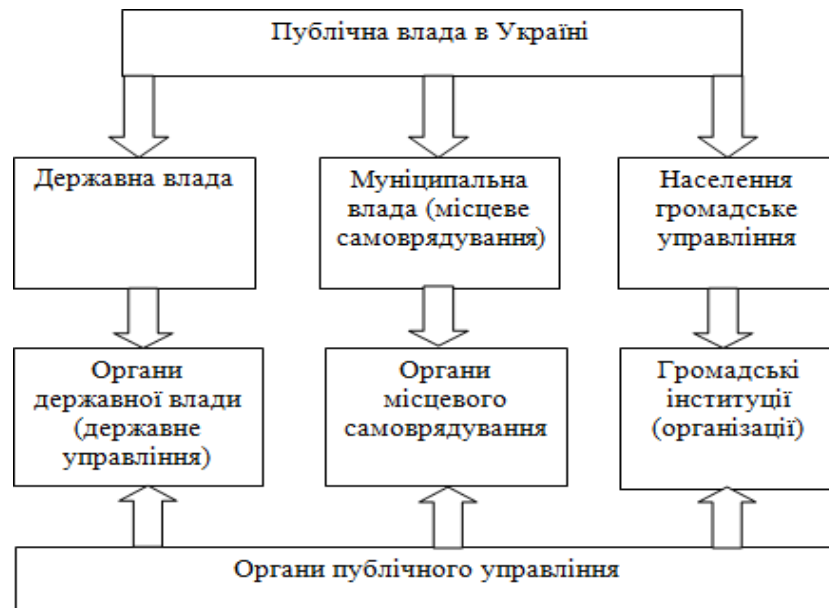 Публічна влада в Україні
Державна влада
Муніципальна
влада (місцеве
самоврядування)
Населення
громадське
управління
Органи
державної влади
(державне
управління)
Органи
місцевого
самоврядування
Громадські
інституції
(організації)
Органи публічного управління